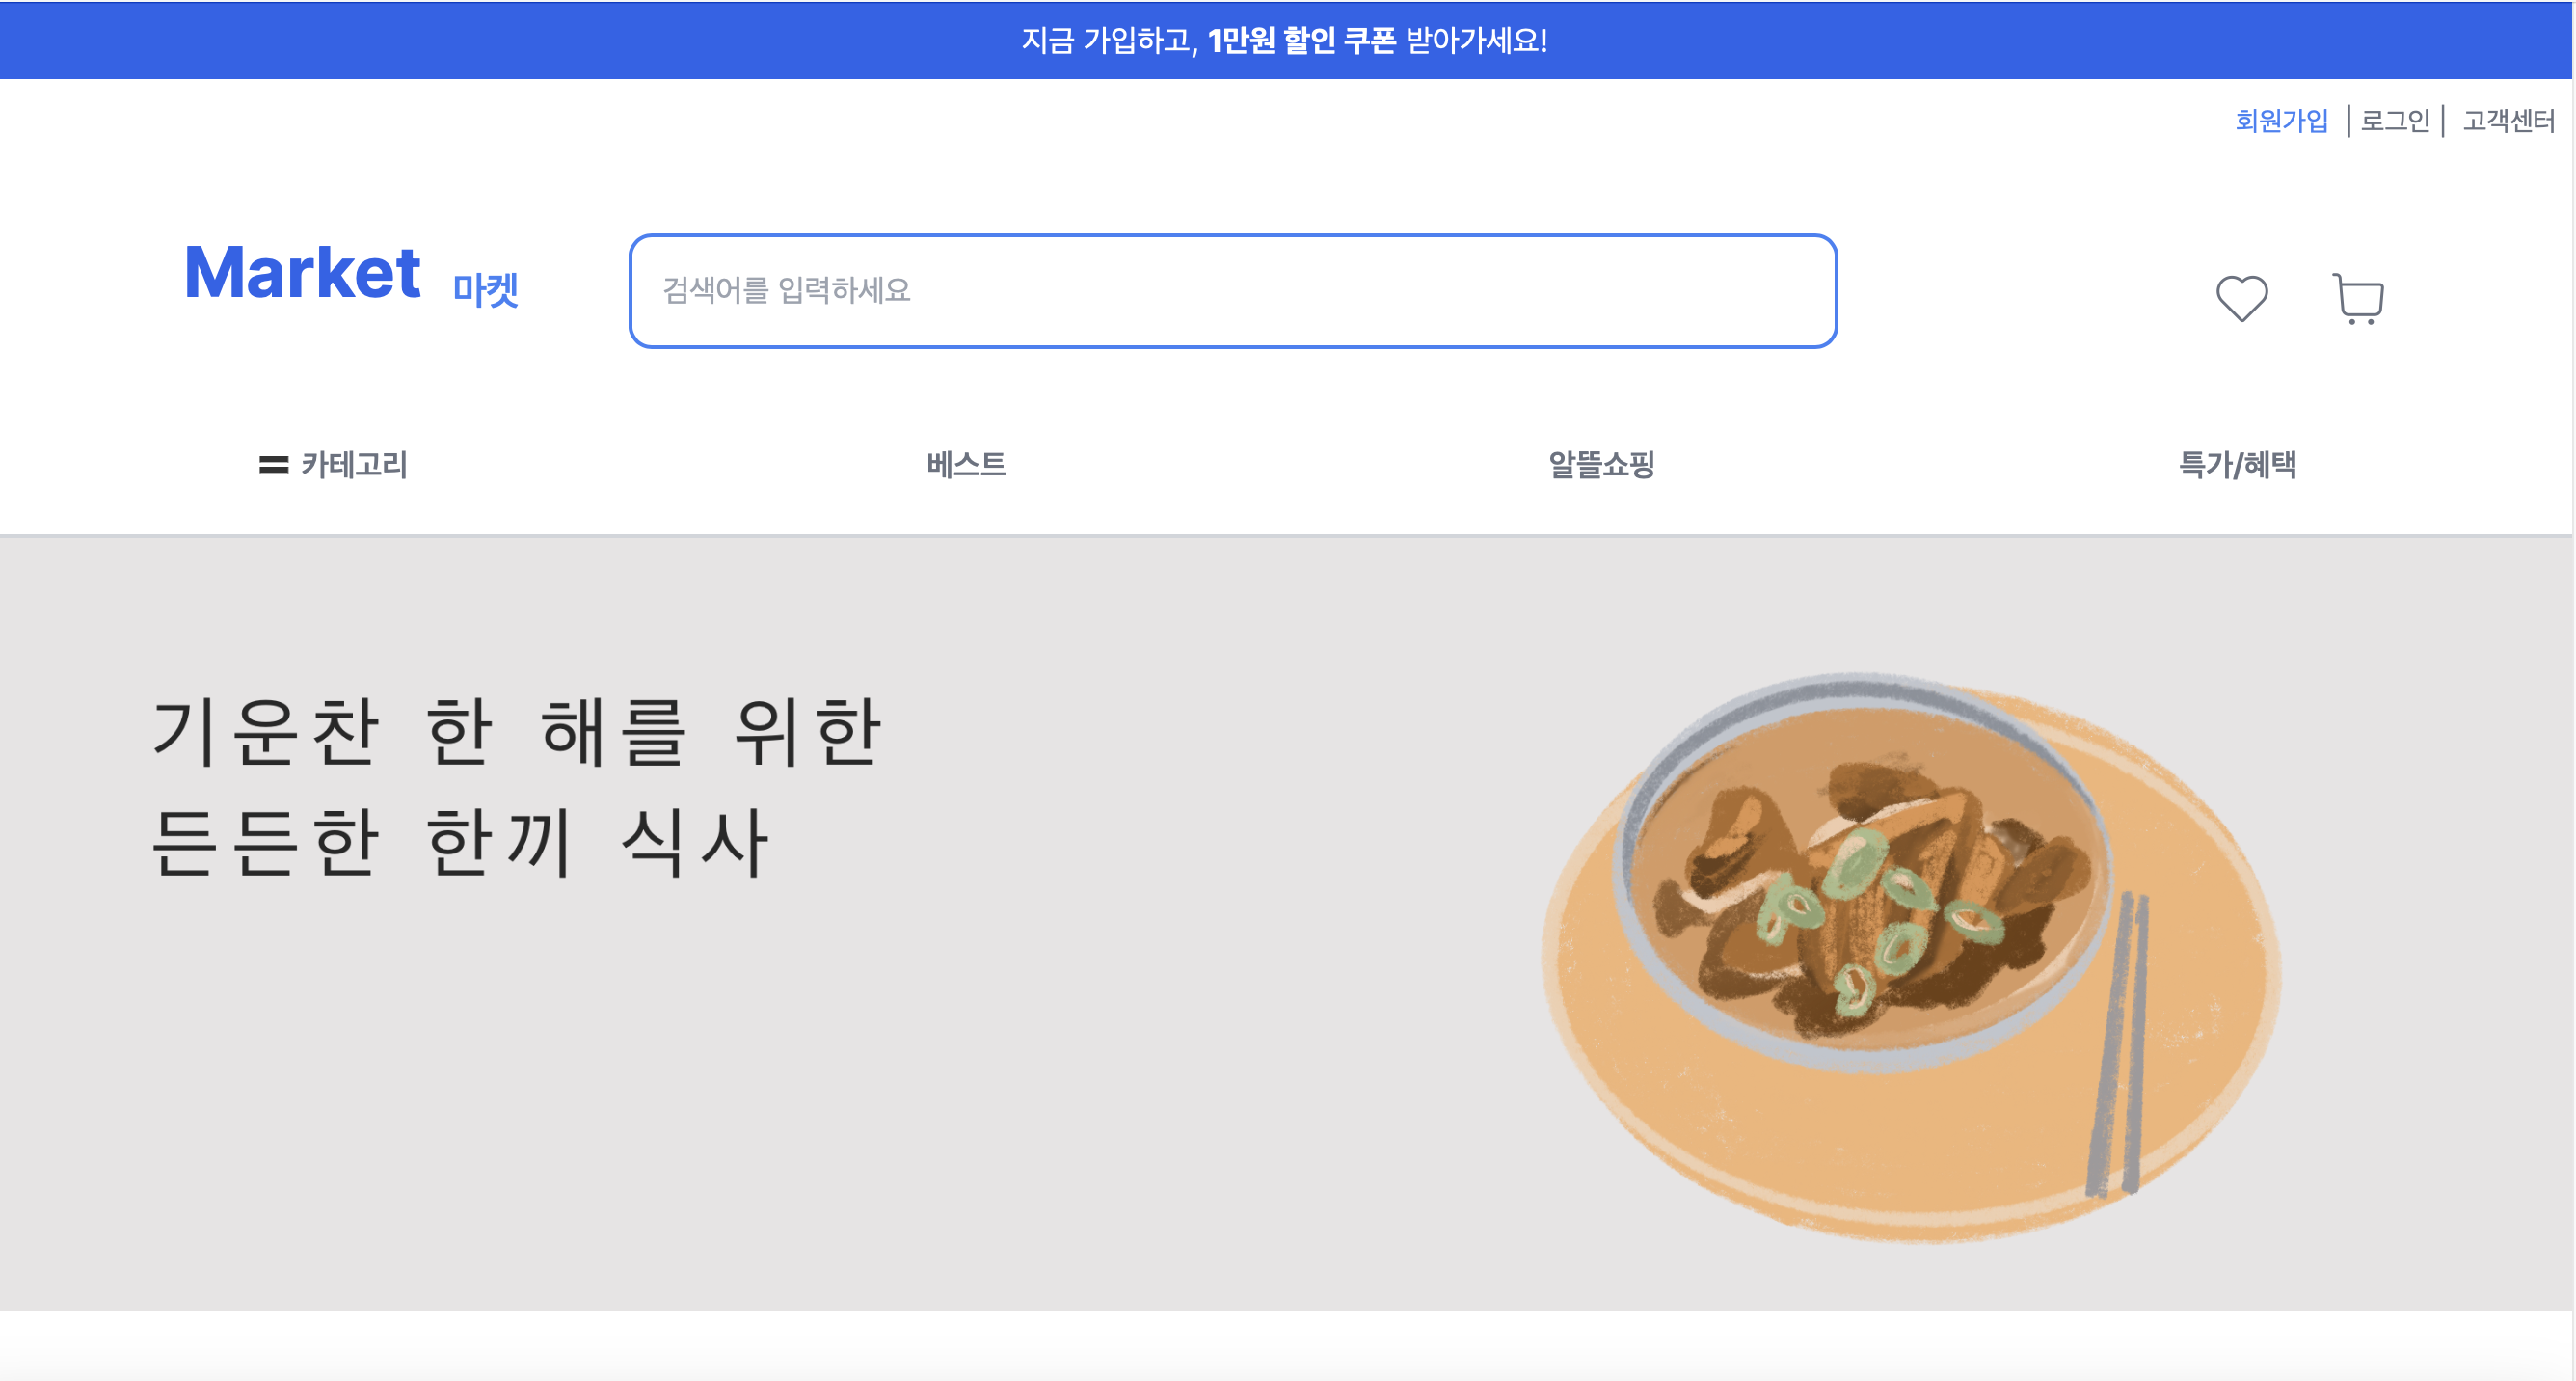 지금 가입하고, 1만원 할인 쿠폰 받아가세요!
회원가입 | 로그인 | 고객센터
Market 마켓
검색어를 입력하세요
카테고리
베스트
알뜰쇼핑
특가/혜택
기운찬 한 해를 위한
든든한 한끼 식사